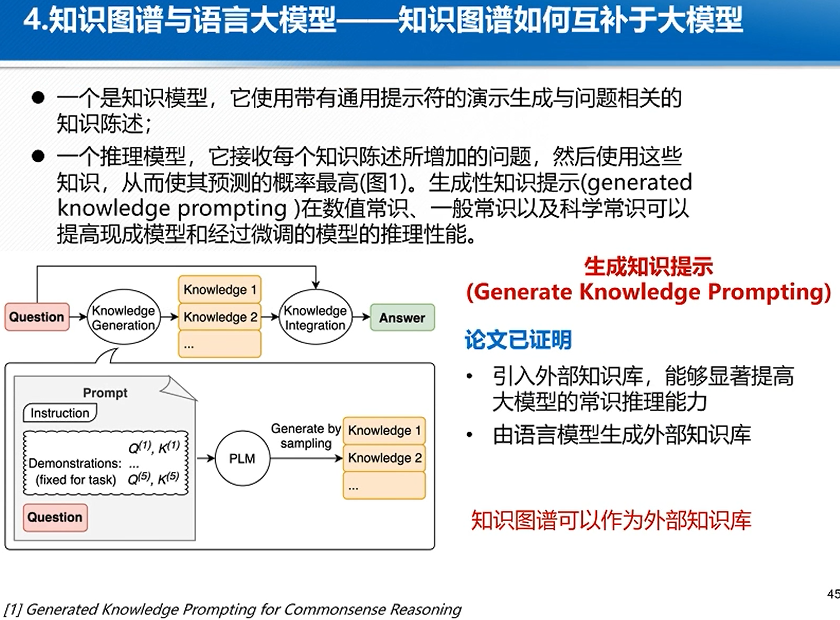 4.知识图谱与语言大模型——知识图谱如何互补于大模型
● 一个是知识模型，它使用带有通用提示符的演示生成与问题相关的
知识陈述；
● 一个推理模型，它接收每个知识陈述所增加的问题，然后使用这些
知识，从而使其预测的概率最高(图1)。生成性知识提示(generated
knowledge prompting )在数值常识、一般常识以及科学常识可以
提高现成模型和经过微调的模型的推理性能。
Question
Knowledge
Generation
Knowledge 1
Knowledge 2
...
Knowledge
Integration
Answer
Prompt
Instruction
Q(1), K(1)
Demonstrations: ...
(fixed for task) Q(5), K(5)
Question
PLM
Generate by
sampling
Knowledge 1
Knowledge 2
...
生成知识提示
(Generate Knowledge Prompting)
论文已证明
• 引入外部知识库，能够显著提高
大模型的常识推理能力
• 由语言模型生成外部知识库
知识图谱可以作为外部知识库
45
[1] Generated Knowledge Prompting for Commonsense Reasoning